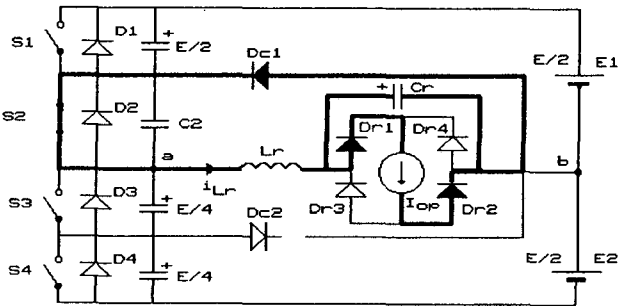 S1
D1
+
E/2
Dc1
E/2
E1
+
Cr
S2
D2
C2
Dr1
Dr4
a
Lr
b
iLr
S3
D3
+
E/4
Dr3
Iop
Dr2
Dc2
S4
D4
+
E/4
E/2
E2